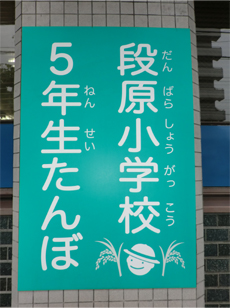 段原小学校
だん ばら しょう がっ こう
5年生たんぼ
ねん せい